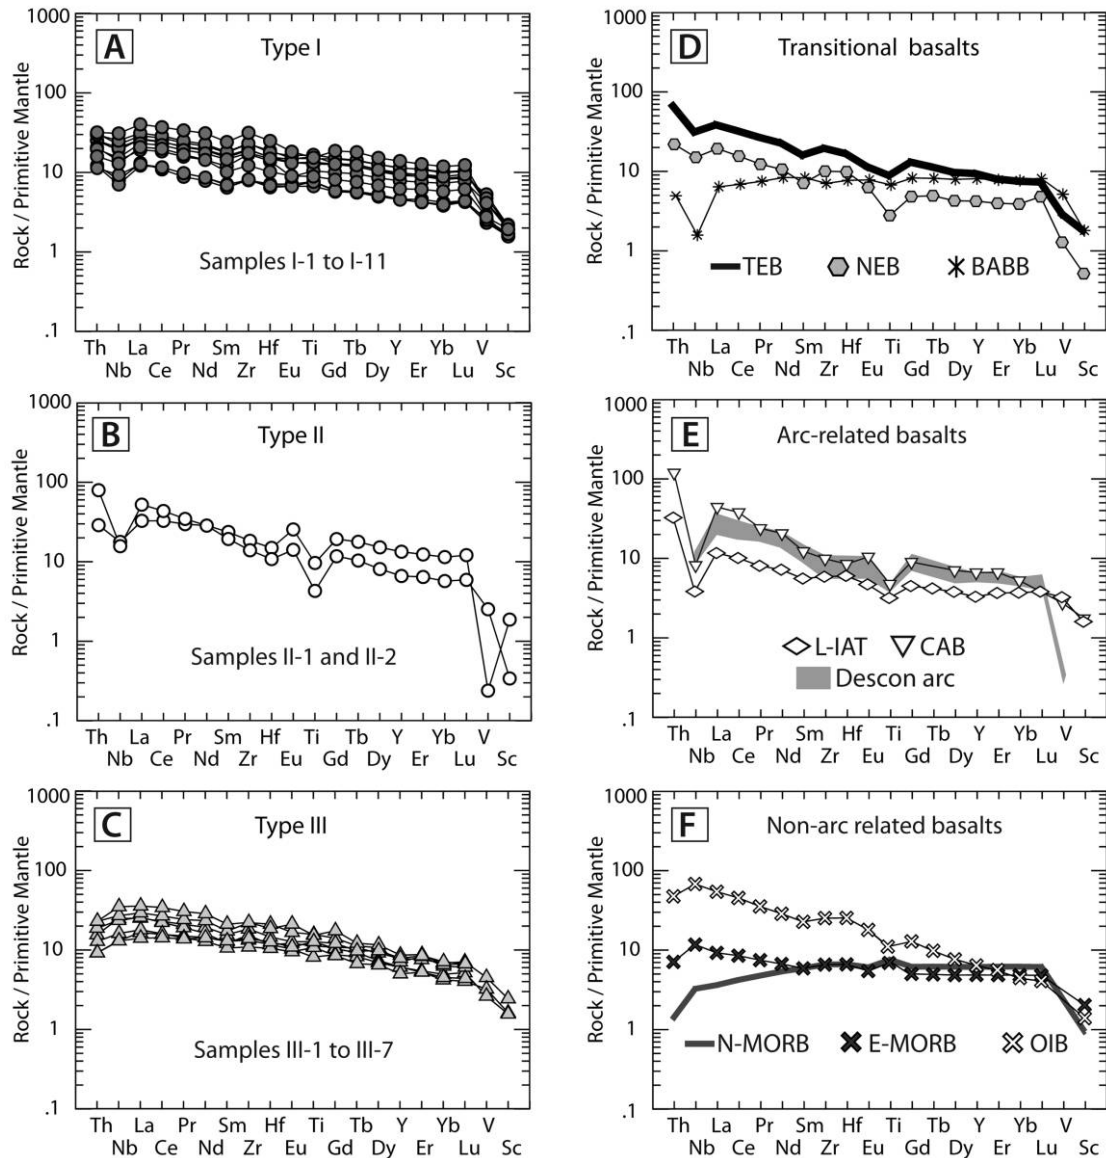 A
Type I
Rock / Primitive Mantle
1000
100
10
1
.1
Samples I-1 to I-11
Th La Pr Sm Hf Ti Tb Y Yb V
Nb Ce Nd Zr Eu Gd Dy Er Lu Sc
D
Transitional basalts
Rock / Primitive Mantle
1000
100
10
1
.1
TEB NEB BABB
Th La Pr Sm Hf Ti Tb Y Yb V
Nb Ce Nd Zr Eu Gd Dy Er Lu Sc
B
Type II
Rock / Primitive Mantle
1000
100
10
1
.1
Samples II-1 and II-2
Th La Pr Sm Hf Ti Tb Y Yb V
Nb Ce Nd Zr Eu Gd Dy Er Lu Sc
E
Arc-related basalts
Rock / Primitive Mantle
1000
100
10
1
.1
L-IAT CAB
Descon arc
Th La Pr Sm Hf Ti Tb Y Yb V
Nb Ce Nd Zr Eu Gd Dy Er Lu Sc
C
Type III
Rock / Primitive Mantle
1000
100
10
1
.1
Samples III-1 to III-7
Th La Pr Sm Hf Ti Tb Y Yb V
Nb Ce Nd Zr Eu Gd Dy Er Lu Sc
F
Non-arc related basalts
Rock / Primitive Mantle
1000
100
10
1
.1
N-MORB E-MORB OIB
Th La Pr Sm Hf Ti Tb Y Yb V
Nb Ce Nd Zr Eu Gd Dy Er Lu Sc